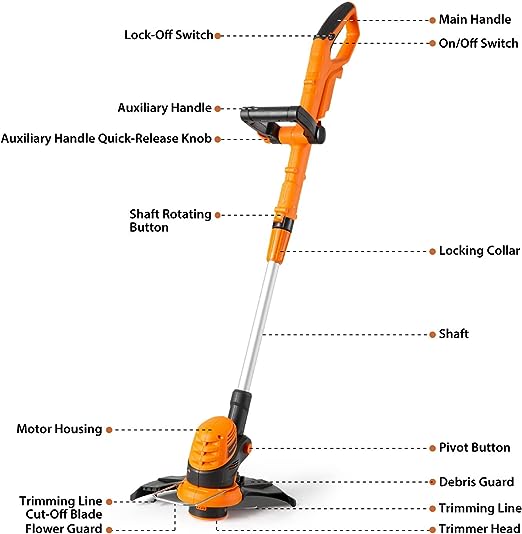 Main Handle
Lock-Off Switch
On/Off Switch
Auxiliary Handle
Auxiliary Handle Quick-Release Knob
Shaft Rotating
Button
Locking Collar
Shaft
Motor Housing
Pivot Button
Debris Guard
Trimming Line
Cut-Off Blade
Trimming Line
Flower Guard
Trimmer Head